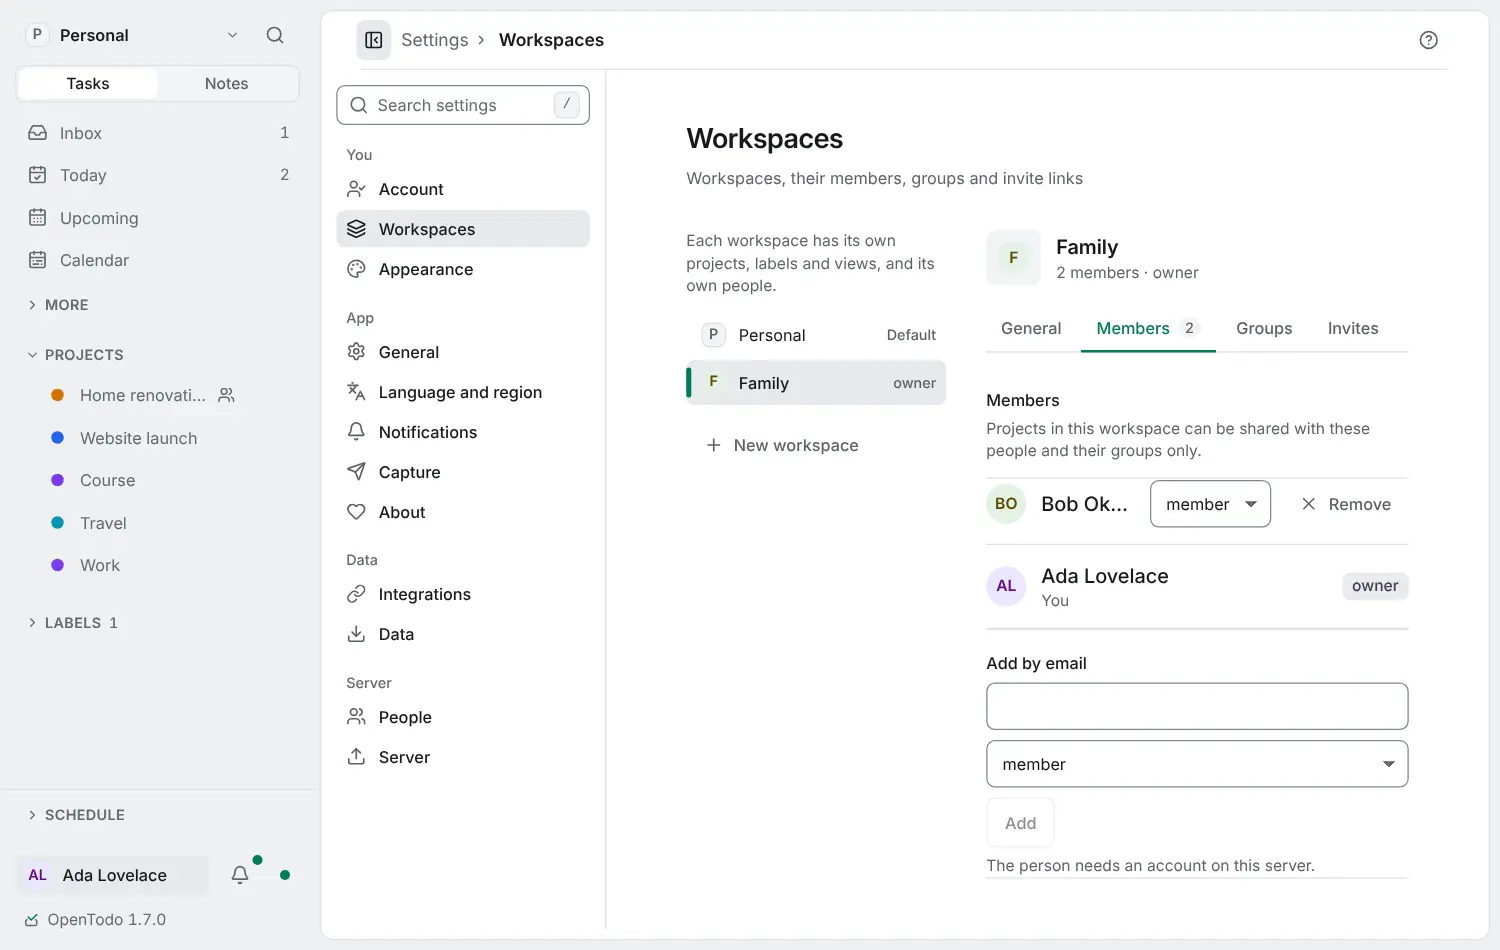 P Personal
Tasks Notes
Inbox 1
Today 2
Upcoming
Calendar
MORE
PROJECTS
Home renovati...
Website launch
Course
Travel
Work
LABELS 1
SCHEDULE
AL Ada Lovelace
OpenTodo 1.7.0
Settings › Workspaces
Search settings /
You
Account
Workspaces
Appearance
App
General
Language and region
Notifications
Capture
About
Data
Integrations
Data
Server
People
Server
Workspaces
Workspaces, their members, groups and invite links
Each workspace has its own
projects, labels and views, and its
own people.
P Personal Default
F Family owner
+ New workspace
F Family
2 members · owner
General Members 2 Groups Invites
Members
Projects in this workspace can be shared with these
people and their groups only.
BO Bob Ok... member Remove
AL Ada Lovelace
You
owner
Add by email
member
Add
The person needs an account on this server.